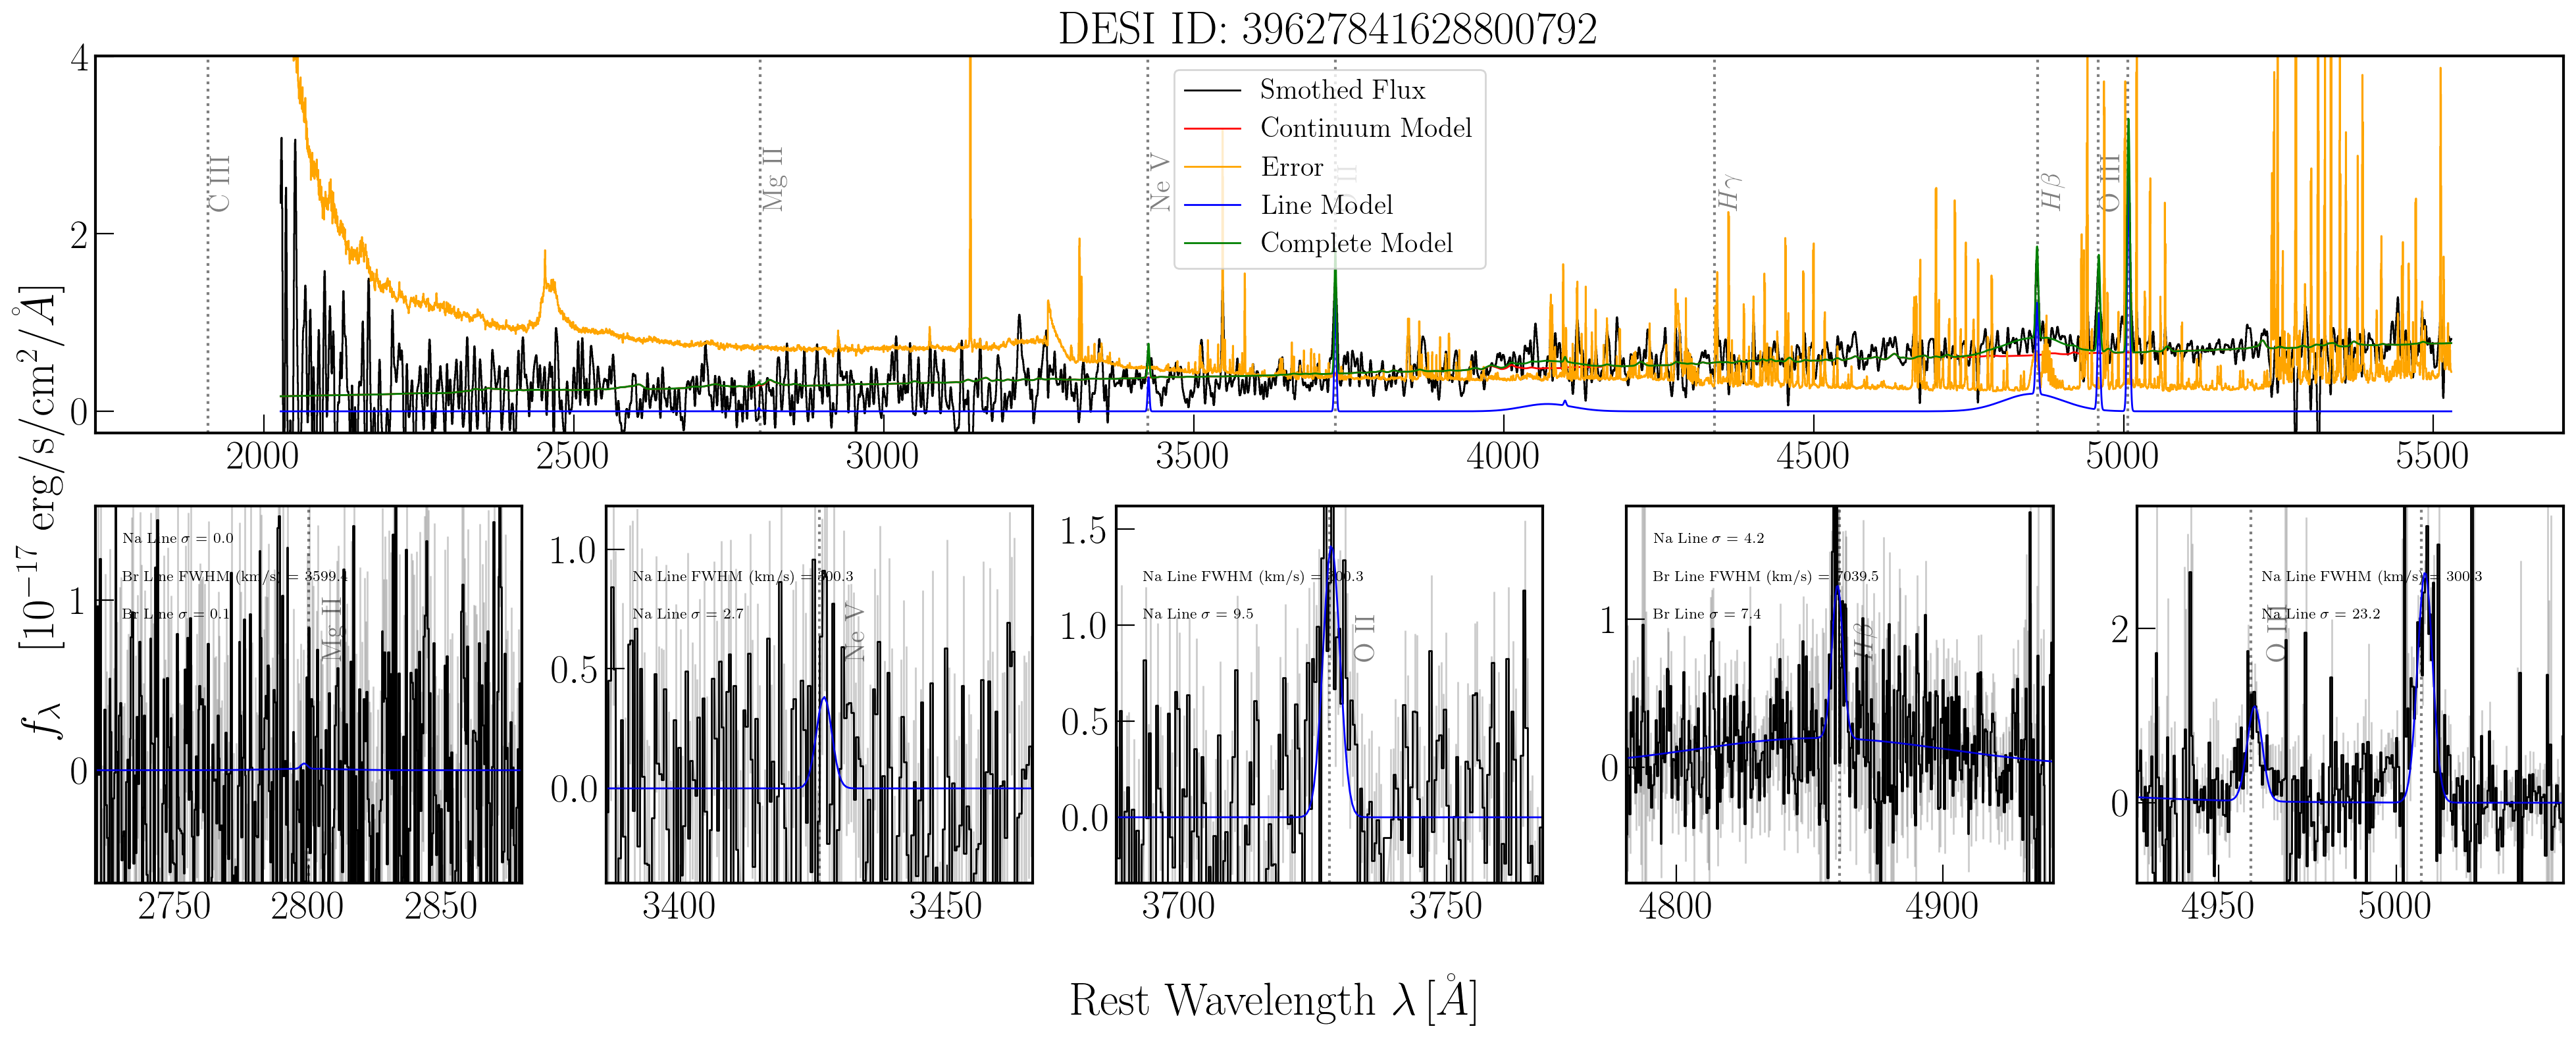 DESI ID: 39627841628800792
4
2
0
C III
Mg II
Ne V
O II
Hγ
Hβ
O III
Smothed Flux
Continuum Model
Error
Line Model
Complete Model
2000 2500 3000 3500 4000 4500 5000 5500
f_λ [10^{-17} erg/s/cm^2/Å]
1
0
Na Line σ = 0.0
Br Line FWHM (km/s) = 3599.4
Br Line σ = 0.1
Mg II
2750 2800 2850
1.0
0.5
0.0
Na Line FWHM (km/s) = 300.3
Na Line σ = 2.7
Ne V
3400 3450
1.5
1.0
0.5
0.0
Na Line FWHM (km/s) = 300.3
Na Line σ = 9.5
O II
3700 3750
1
0
Na Line σ = 4.2
Br Line FWHM (km/s) = 7039.5
Br Line σ = 7.4
Hβ
4800 4900
2
0
Na Line FWHM (km/s) = 300.3
Na Line σ = 23.2
O III
4950 5000
Rest Wavelength λ [Å]